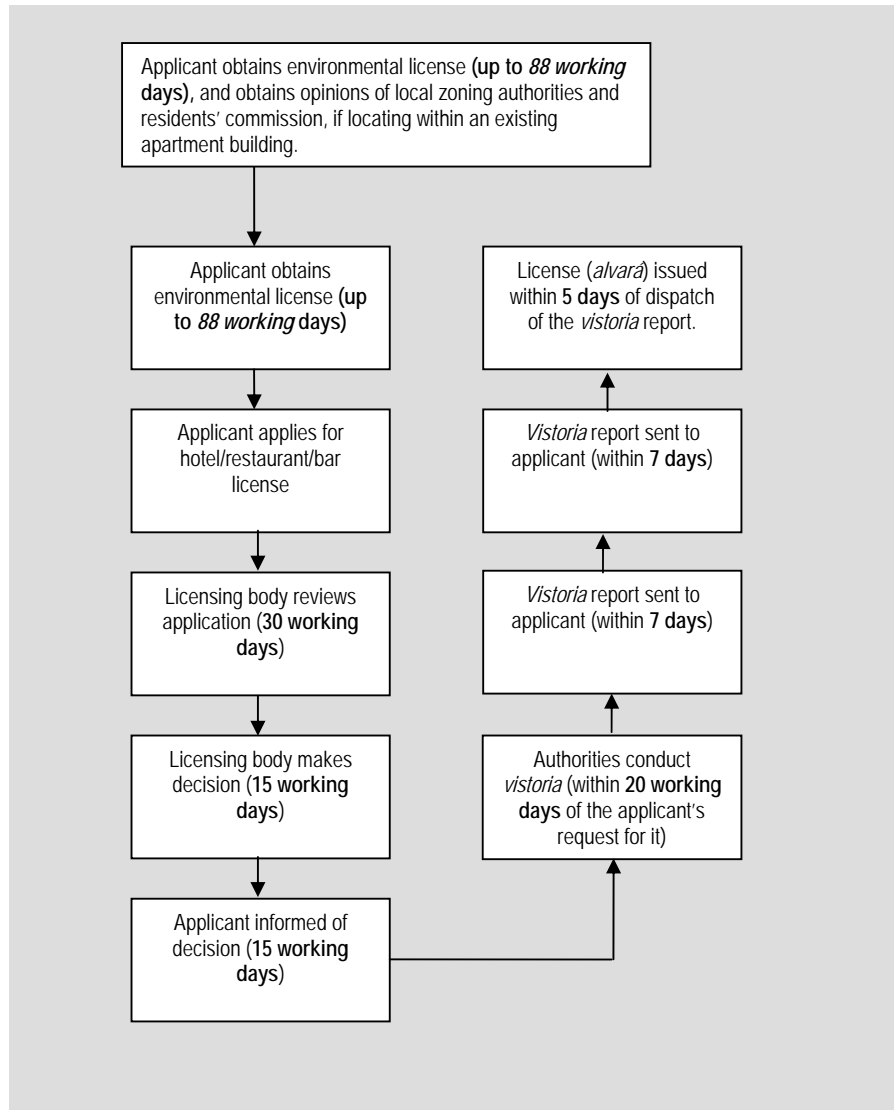 Applicant obtains environmental license (up to 88 working
days), and obtains opinions of local zoning authorities and
residents' commission, if locating within an existing
apartment building.
Applicant obtains
environmental license (up
to 88 working days)
Applicant applies for
hotel/restaurant/bar
license
Licensing body reviews
application (30 working
days)
Licensing body makes
decision (15 working
days)
Applicant informed of
decision (15 working
days)
Authorities conduct
vistoria (within 20 working
days of the applicant's
request for it)
Vistoria report sent to
applicant (within 7 days)
Vistoria report sent to
applicant (within 7 days)
License (alvará) issued
within 5 days of dispatch
of the vistoria report.